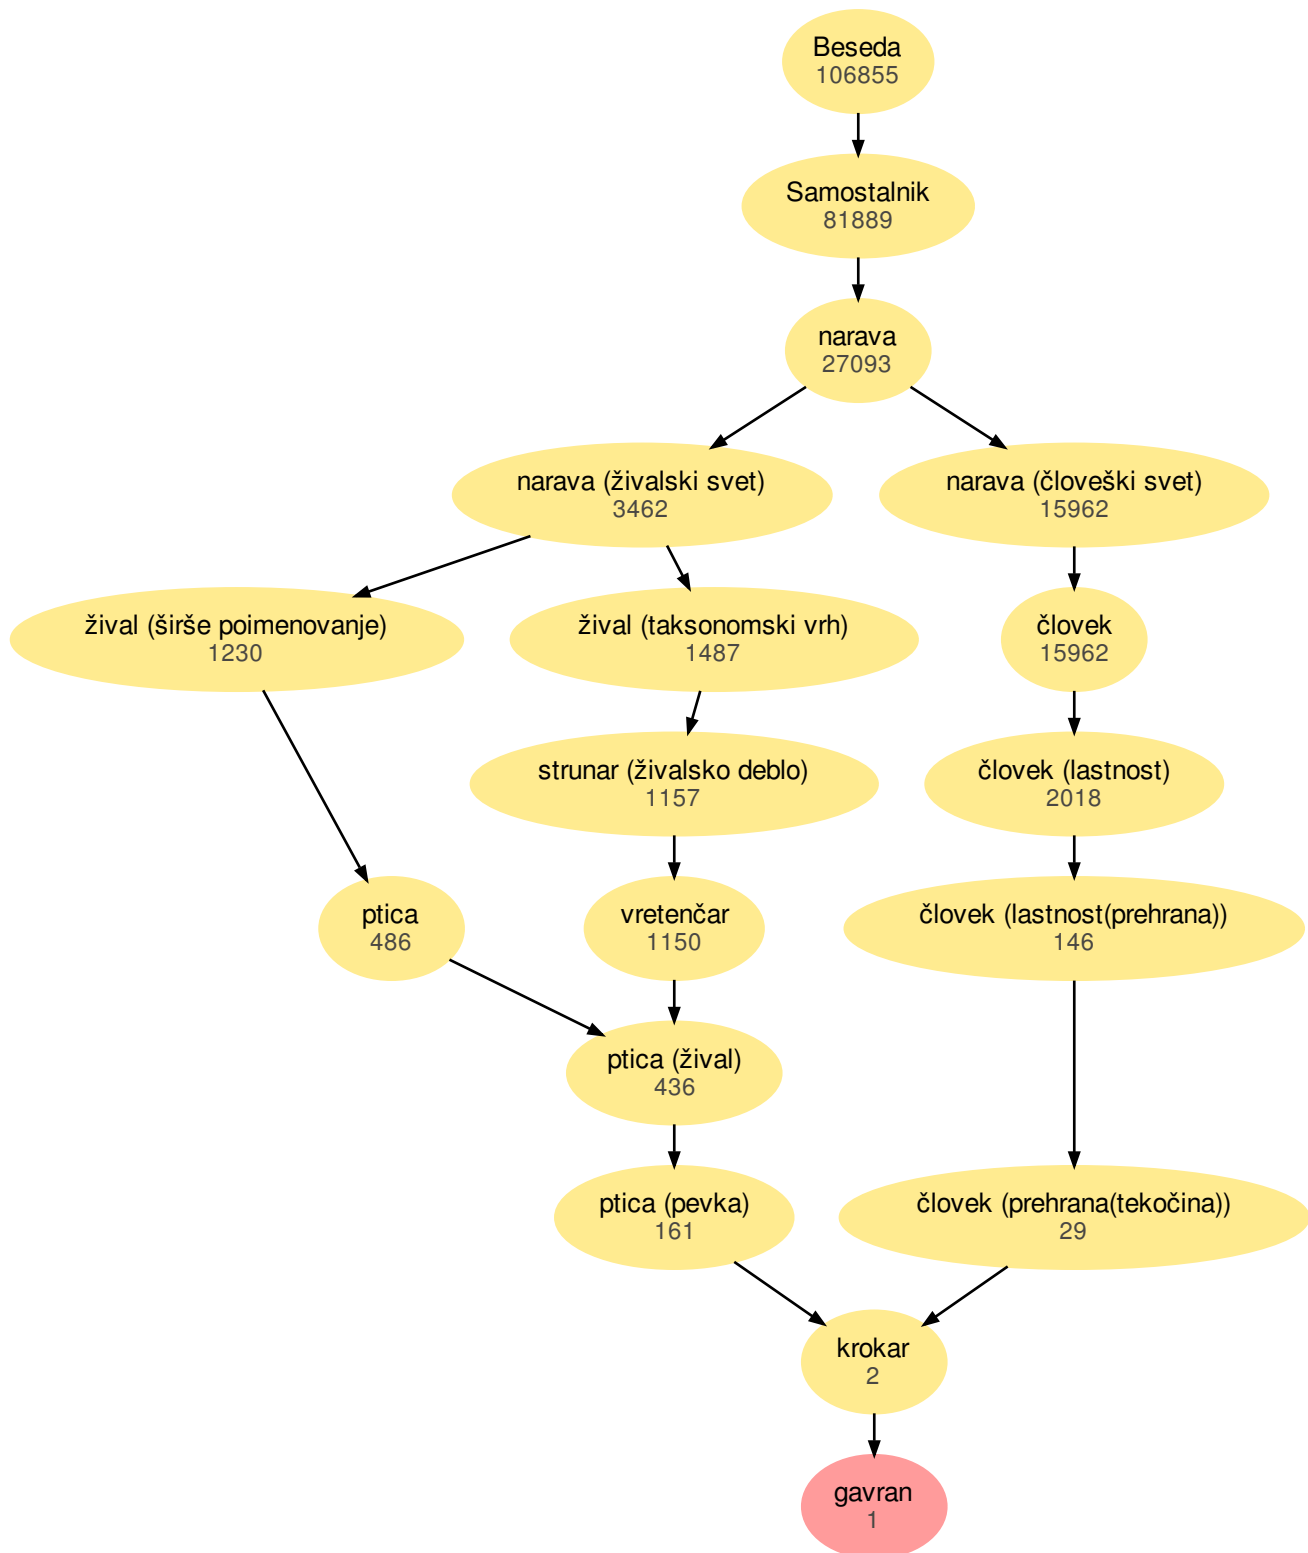 Beseda
106855
Samostalnik
81889
narava
27093
narava (živalski svet)
3462
narava (človeški svet)
15962
žival (širše poimenovanje)
1230
žival (taksonomski vrh)
1487
človek
15962
strunar (živalsko deblo)
1157
človek (lastnost)
2018
ptica
486
vretenčar
1150
človek (lastnost(prehrana))
146
ptica (žival)
436
ptica (pevka)
161
človek (prehrana(tekočina))
29
krokar
2
gavran
1